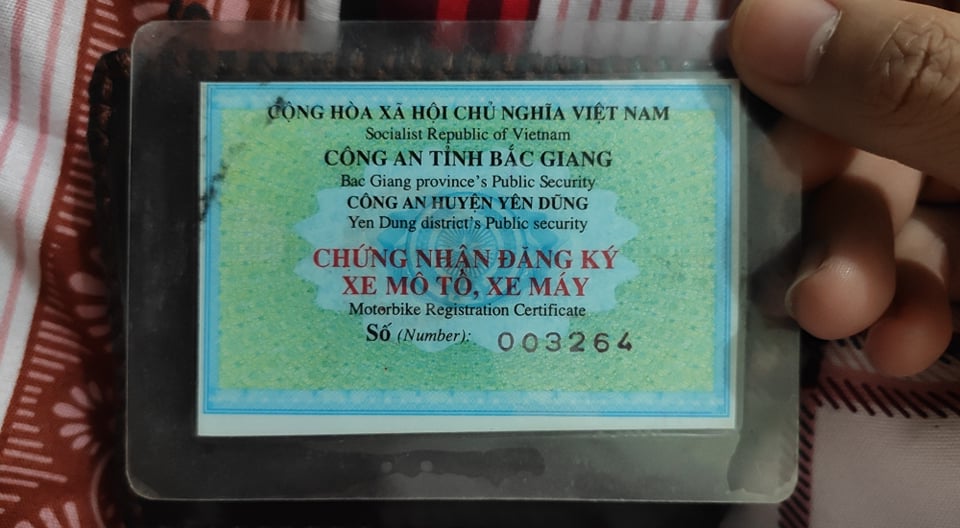 CỘNG HÒA XÃ HỘI CHỦ NGHĨA VIỆT NAM
Socialist Republic of Vietnam
CÔNG AN TỈNH BẮC GIANG
Bac Giang province's Public Security
CÔNG AN HUYỆN YÊN DŨNG
Yen Dung district's Public security
CHỨNG NHẬN ĐĂNG KÝ
XE MÔ TÔ, XE MÁY
Motorbike Registration Certificate
Số (Number): 003264